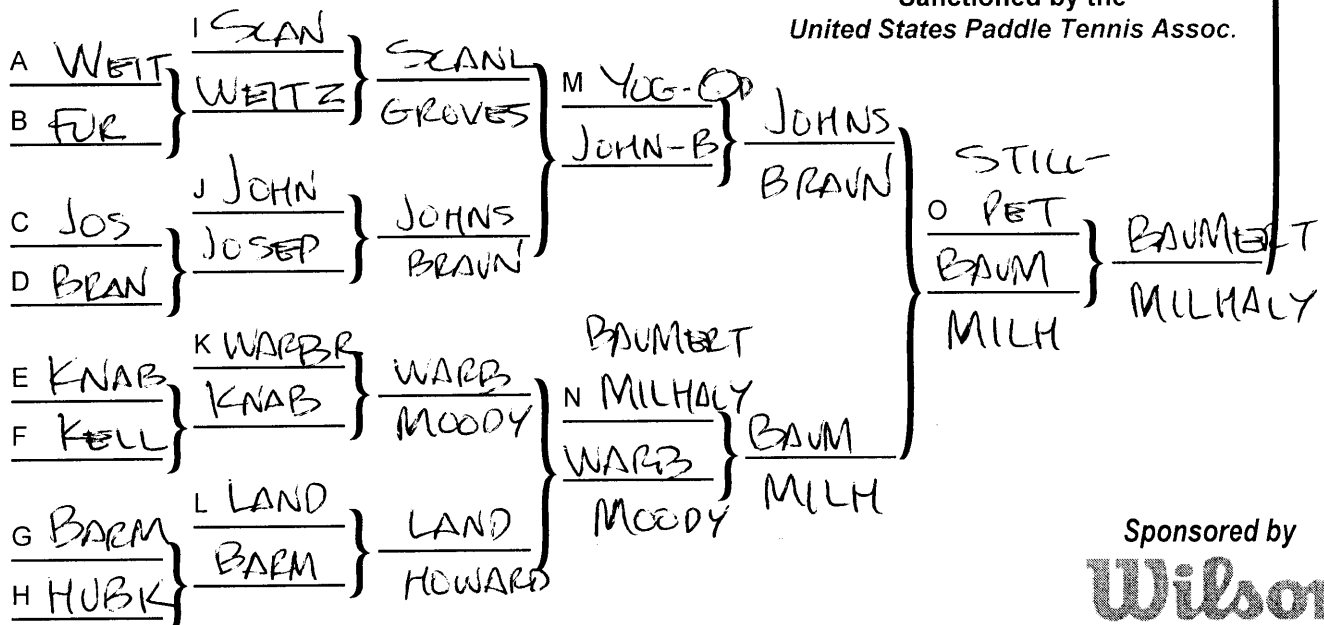 Sanctioned by the
United States Paddle Tennis Assoc.
A WEIT
B FUR
I SCAN
WEITZ
SCANL
GROVES
C JOS
D BRAN
J JOHN
JOSEP
JOHNS
BRAUN
M YOG-OD
JOHN-B
JOHNS
BRAUN
E KNAB
F KELL
K WARBR
KNAB
WARB
MOODY
G BARM
H HUBK
L LAND
BARM
LAND
HOWARD
BAUMERT
N MILHALY
WARB
MOODY
BAUM
MILH
STILL-
O PET
BAUM
MILH
BAUMERT
MILHALY
Sponsored by
Wilson